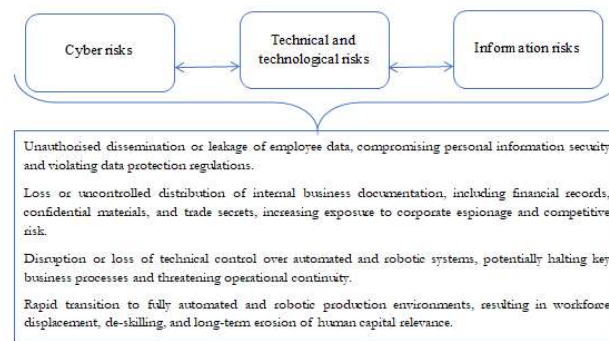 Cyber risks
Technical and
technological risks
Information risks
Unauthorised dissemination or leakage of employee data, compromising personal information security
and violating data protection regulations.
Loss or uncontrolled distribution of internal business documentation, including financial records,
confidential materials, and trade secrets, increasing exposure to corporate espionage and competitive
risk.
Disruption or loss of technical control over automated and robotic systems, potentially halting key
business processes and threatening operational continuity.
Rapid transition to fully automated and robotic production environments, resulting in workforce
displacement, de-skilling, and long-term erosion of human capital relevance.